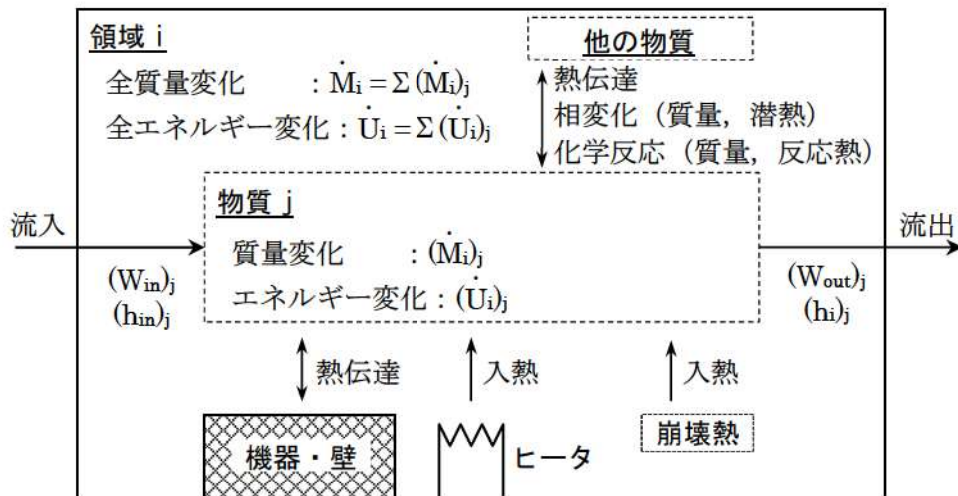 領域 i
全質量変化 : Ṁi = Σ (Ṁi)j
全エネルギー変化 : U̇i = Σ (U̇i)j
他の物質
熱伝達
相変化 (質量, 潜熱)
化学反応 (質量, 反応熱)
物質 j
質量変化 : (Ṁi)j
エネルギー変化 : (U̇i)j
流入
(Win)j
(hin)j
流出
(Wout)j
(hi)j
熱伝達
入熱
入熱
機器・壁
ヒータ
崩壊熱